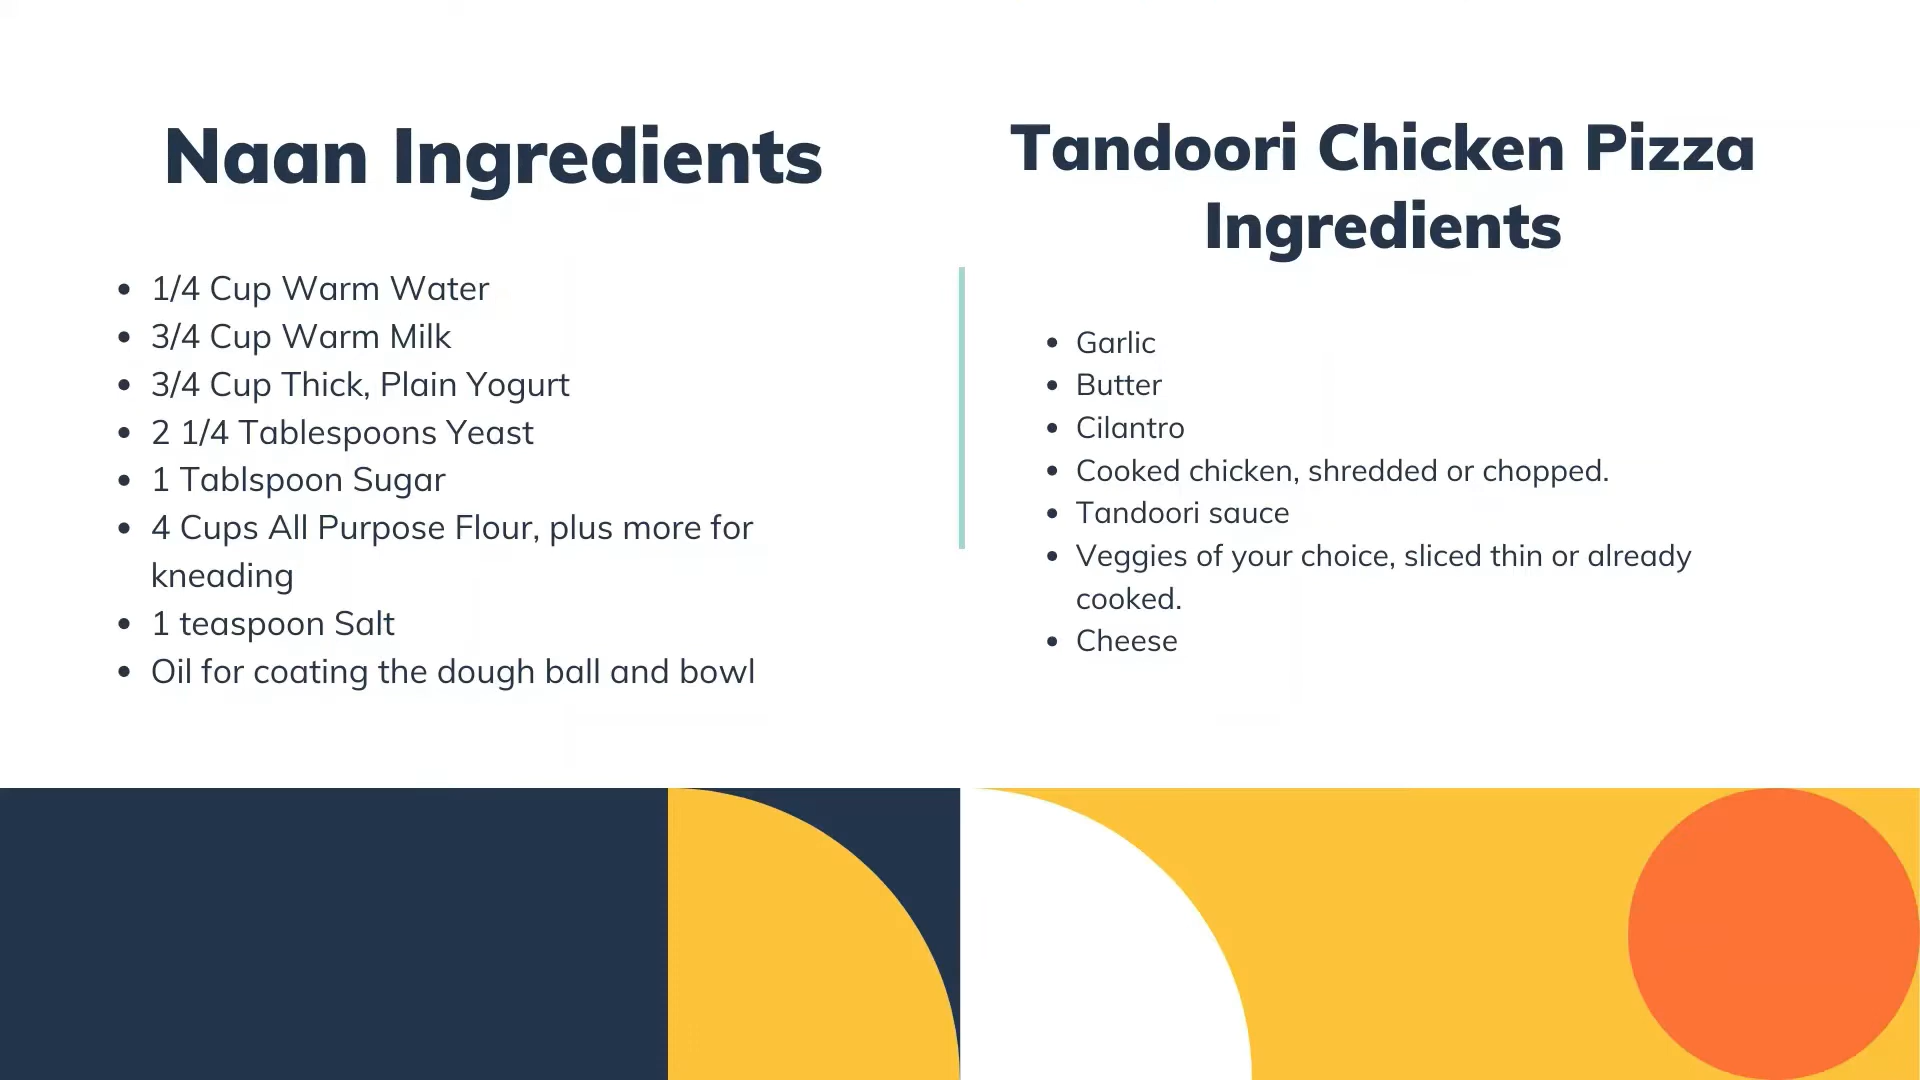 Naan Ingredients
1/4 Cup Warm Water
3/4 Cup Warm Milk
3/4 Cup Thick, Plain Yogurt
2 1/4 Tablespoons Yeast
1 Tablspoon Sugar
4 Cups All Purpose Flour, plus more for
kneading
1 teaspoon Salt
Oil for coating the dough ball and bowl
Tandoori Chicken Pizza
Ingredients
Garlic
Butter
Cilantro
Cooked chicken, shredded or chopped.
Tandoori sauce
Veggies of your choice, sliced thin or already
cooked.
Cheese